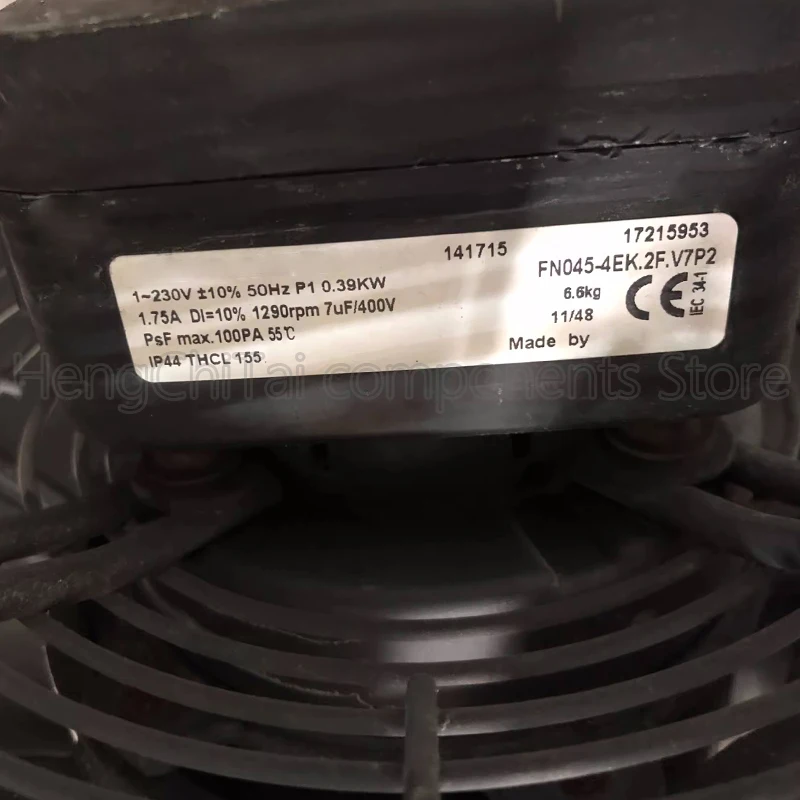 141715 17215953
1~230V ±10% 50Hz P1 0.39KW FN045-4EK.2F.V7P2
1.75A DI=10% 1290rpm 7uF/400V 6.6kg CE IEC 34-1
PsF max.100PA 55℃ 11/48
IP44 THCL 155 Made by
HengChiTai components Store